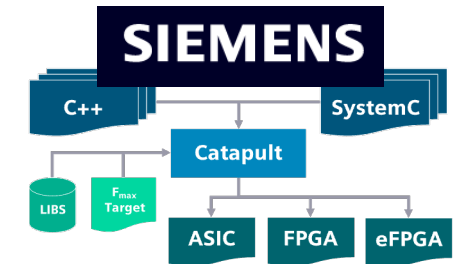 SIEMENS
C++
SystemC
Catapult
LIBS
Fmax
Target
ASIC
FPGA
eFPGA